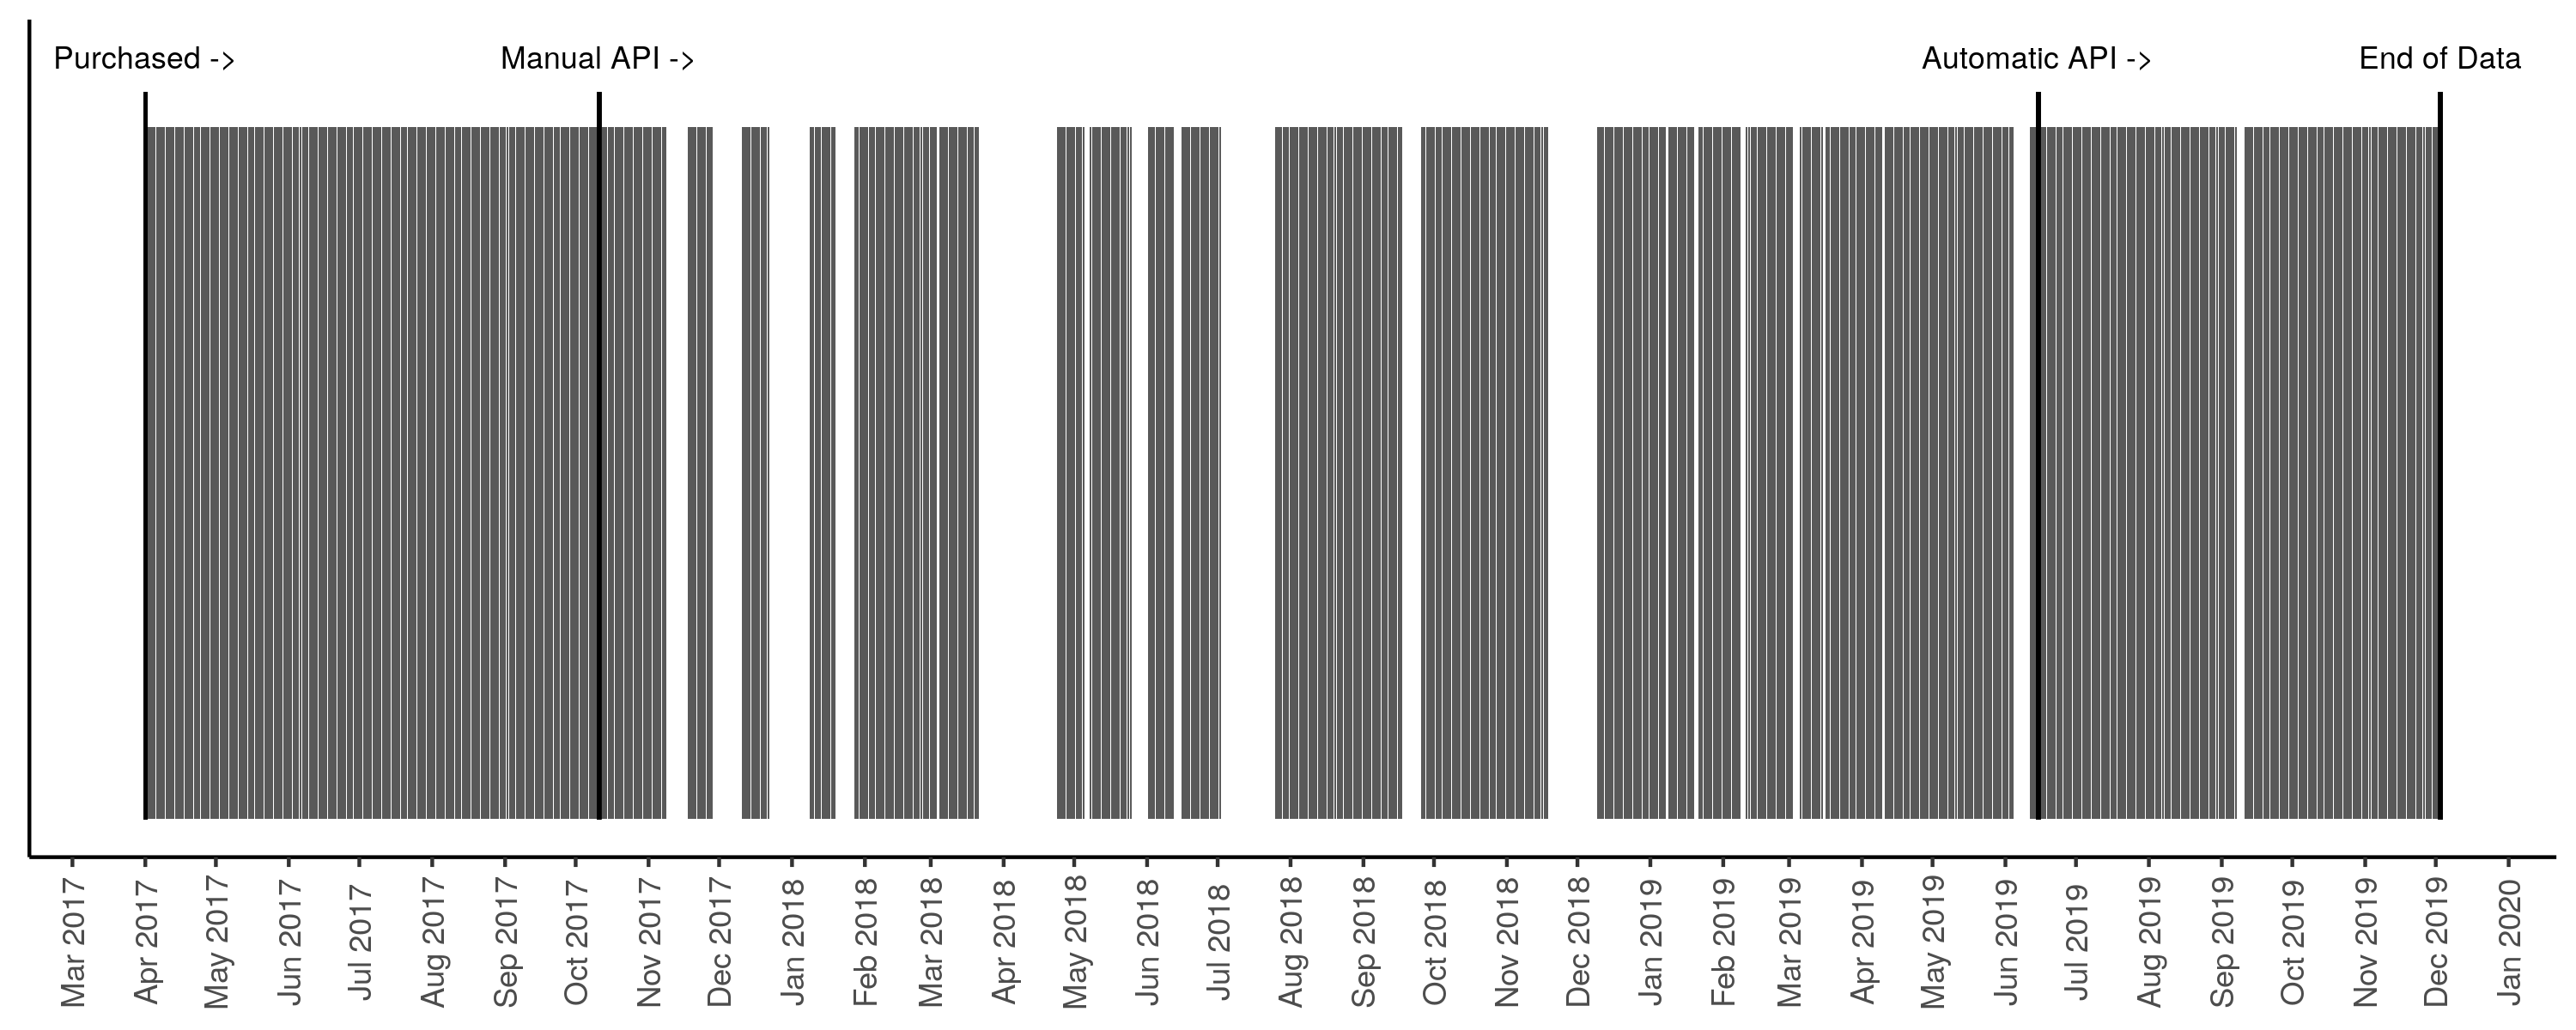 Purchased ->
Manual API ->
Automatic API ->
End of Data
Mar 2017
Apr 2017
May 2017
Jun 2017
Jul 2017
Aug 2017
Sep 2017
Oct 2017
Nov 2017
Dec 2017
Jan 2018
Feb 2018
Mar 2018
Apr 2018
May 2018
Jun 2018
Jul 2018
Aug 2018
Sep 2018
Oct 2018
Nov 2018
Dec 2018
Jan 2019
Feb 2019
Mar 2019
Apr 2019
May 2019
Jun 2019
Jul 2019
Aug 2019
Sep 2019
Oct 2019
Nov 2019
Dec 2019
Jan 2020